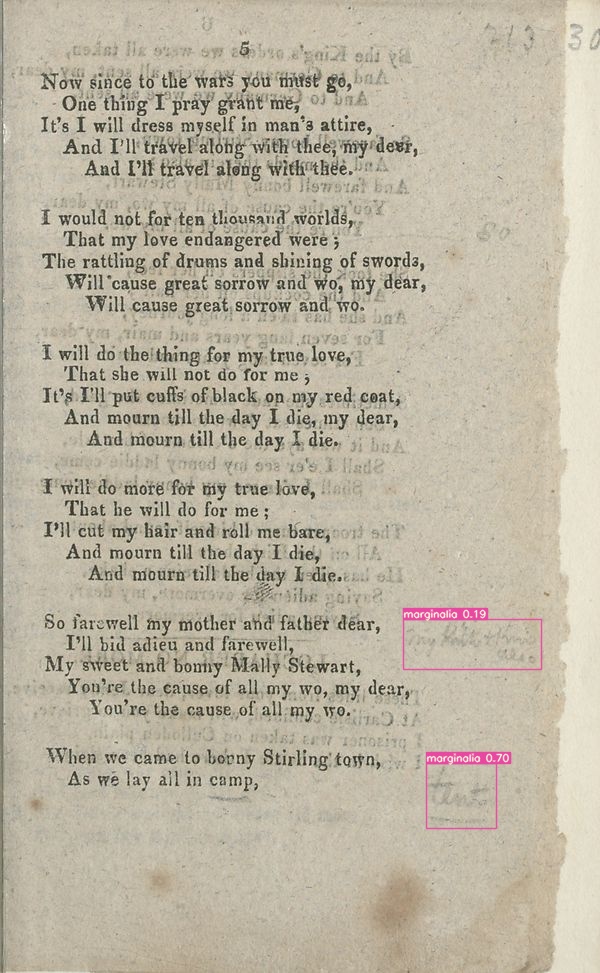 5
Now since to the wars you must go,
One thing I pray grant me,
It's I will dress myself in man's attire,
And I'll travel along with thee, my dear,
And I'll travel along with thee.
I would not for ten thousand worlds,
That my love endangered were ;
The rattling of drums and shining of swords,
Will cause great sorrow and wo, my dear,
Will cause great sorrow and wo.
I will do the thing for my true love,
That she will not do for me ;
It's I'll put cuffs of black on my red coat,
And mourn till the day I die, my dear,
And mourn till the day I die.
I will do more for my true love,
That he will do for me ;
I'll cut my hair and roll me bare,
And mourn till the day I die,
And mourn till the day I die.
So farewell my mother and father dear,
marginalia 0.19
I'll bid adieu and farewell,
My sweet and bonny Mally Stewart,
You're the cause of all my wo, my dear,
You're the cause of all my wo.
When we came to bonny Stirling town,
marginalia 0.70
As we lay all in camp,
tent